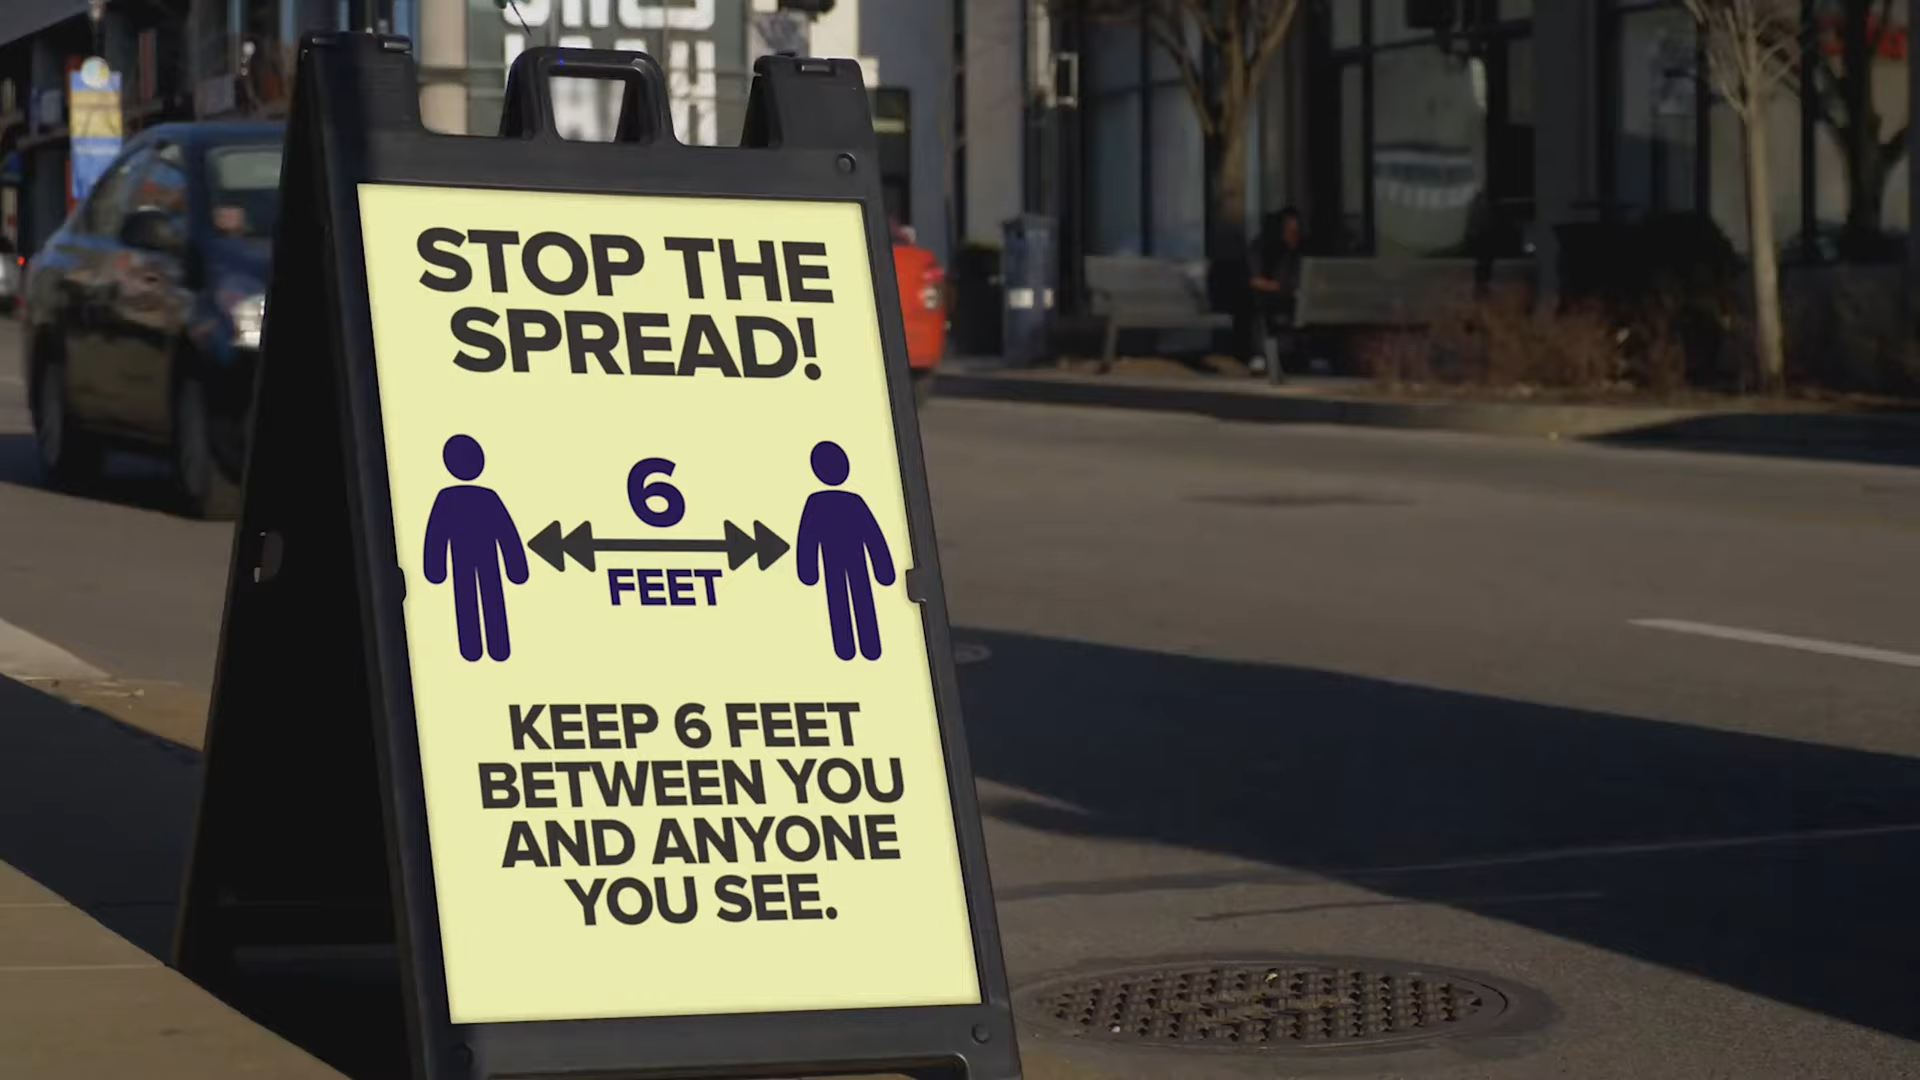 STOP THE
SPREAD!
6
FEET
KEEP 6 FEET
BETWEEN YOU
AND ANYONE
YOU SEE.